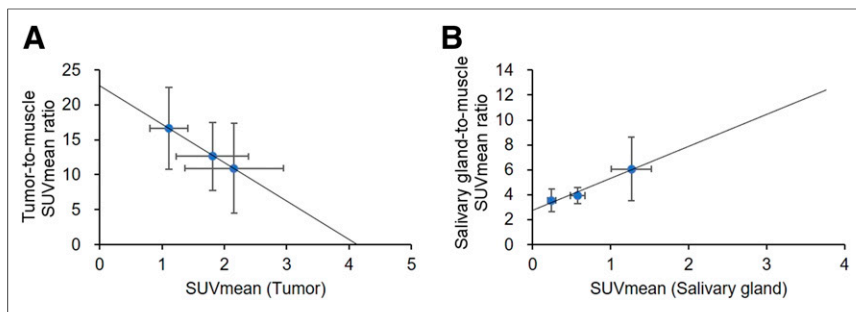 A
Tumor-to-muscle
SUVmean ratio
25
20
15
10
5
0
0 1 2 3 4 5
SUVmean (Tumor)
B
Salivary gland-to-muscle
SUVmean ratio
14
12
10
8
6
4
2
0
0 1 2 3 4
SUVmean (Salivary gland)